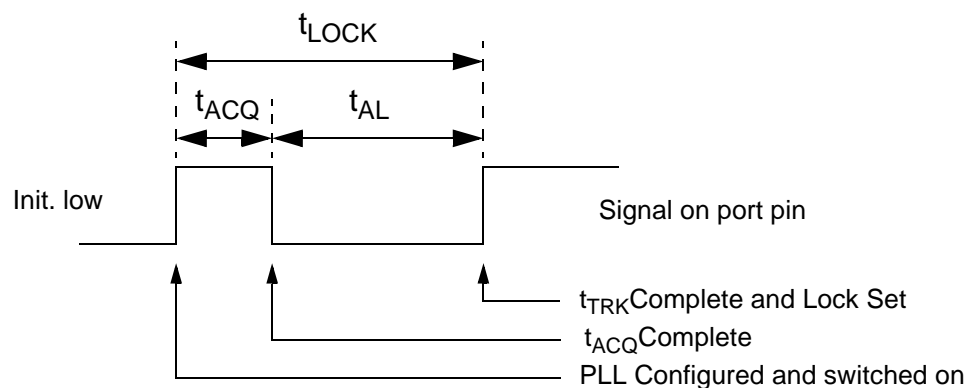 tLOCK
tACQ
tAL
Init. low
Signal on port pin
tTRKComplete and Lock Set
tACQComplete
PLL Configured and switched on